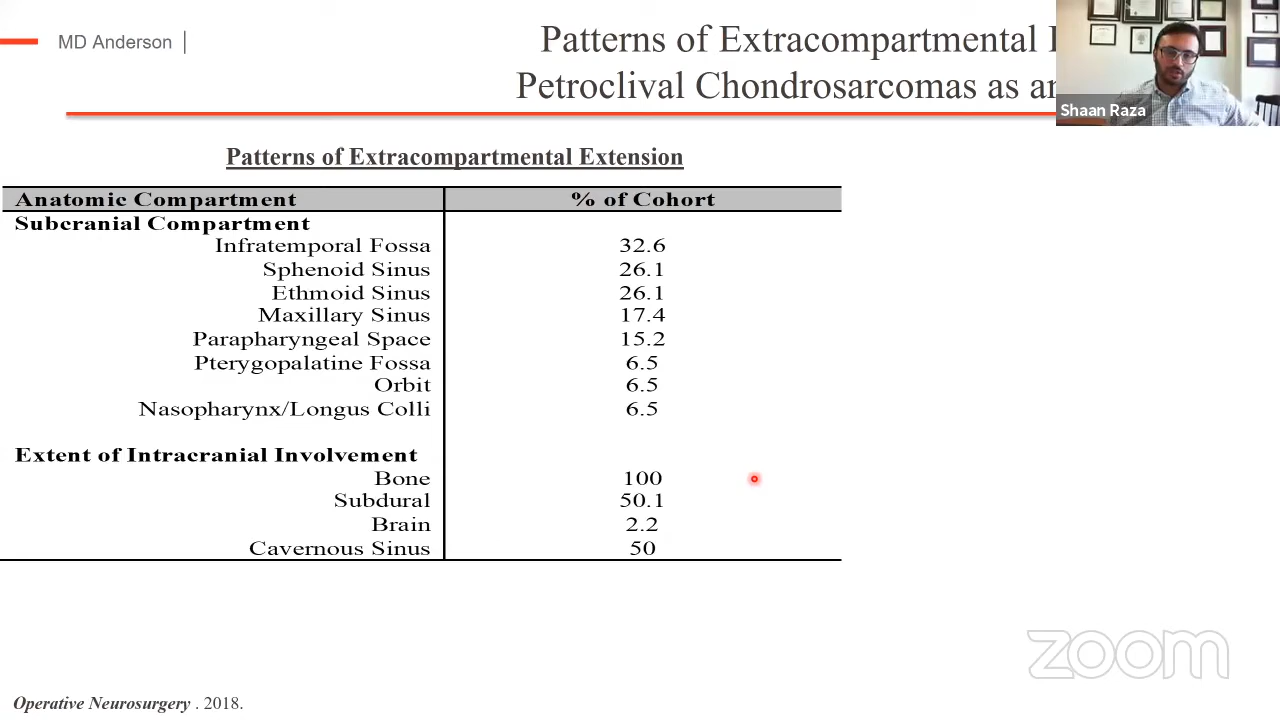 MD Anderson
Patterns of Extracompartmental
Petroclival Chondrosarcomas as
Shaan Raza
Patterns of Extracompartmental Extension
Anatomic Compartment % of Cohort
Subcranial Compartment
Infratemporal Fossa 32.6
Sphenoid Sinus 26.1
Ethmoid Sinus 26.1
Maxillary Sinus 17.4
Parapharyngeal Space 15.2
Pterygopalatine Fossa 6.5
Orbit 6.5
Nasopharynx/Longus Colli 6.5
Extent of Intracranial Involvement
Bone 100
Subdural 50.1
Brain 2.2
Cavernous Sinus 50
zoom
Operative Neurosurgery . 2018.